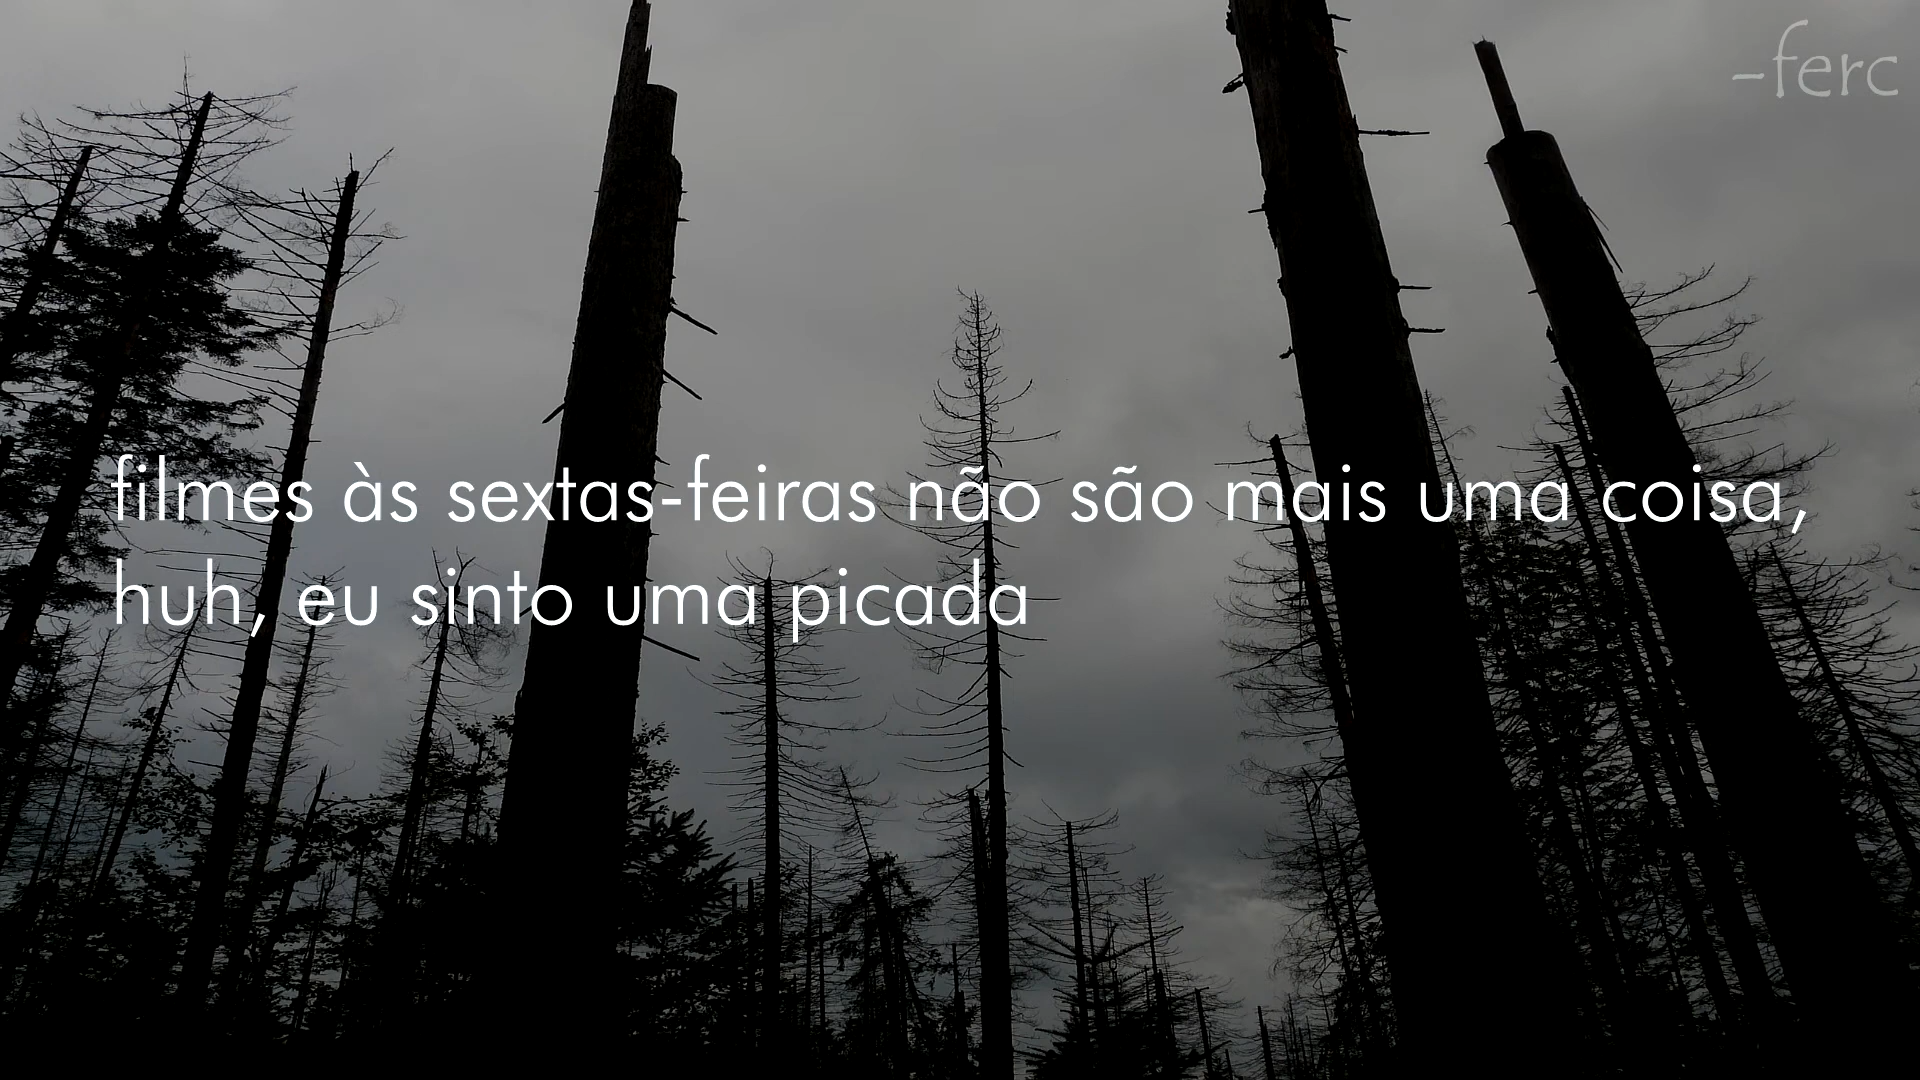 -ferc
filmes às sextas-feiras não são mais uma coisa,
huh, eu sinto uma picada